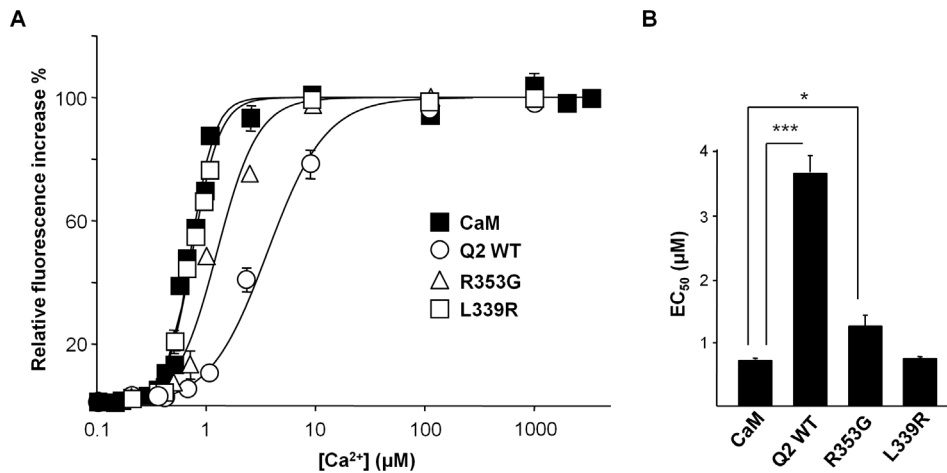 A
Relative fluorescence increase %
100
60
20
0.1
1
10
100
1000
[Ca²⁺] (μM)
CaM
Q2 WT
R353G
L339R
B
*
***
EC₅₀ (μM)
4
3
2
1
CaM
Q2 WT
R353G
L339R